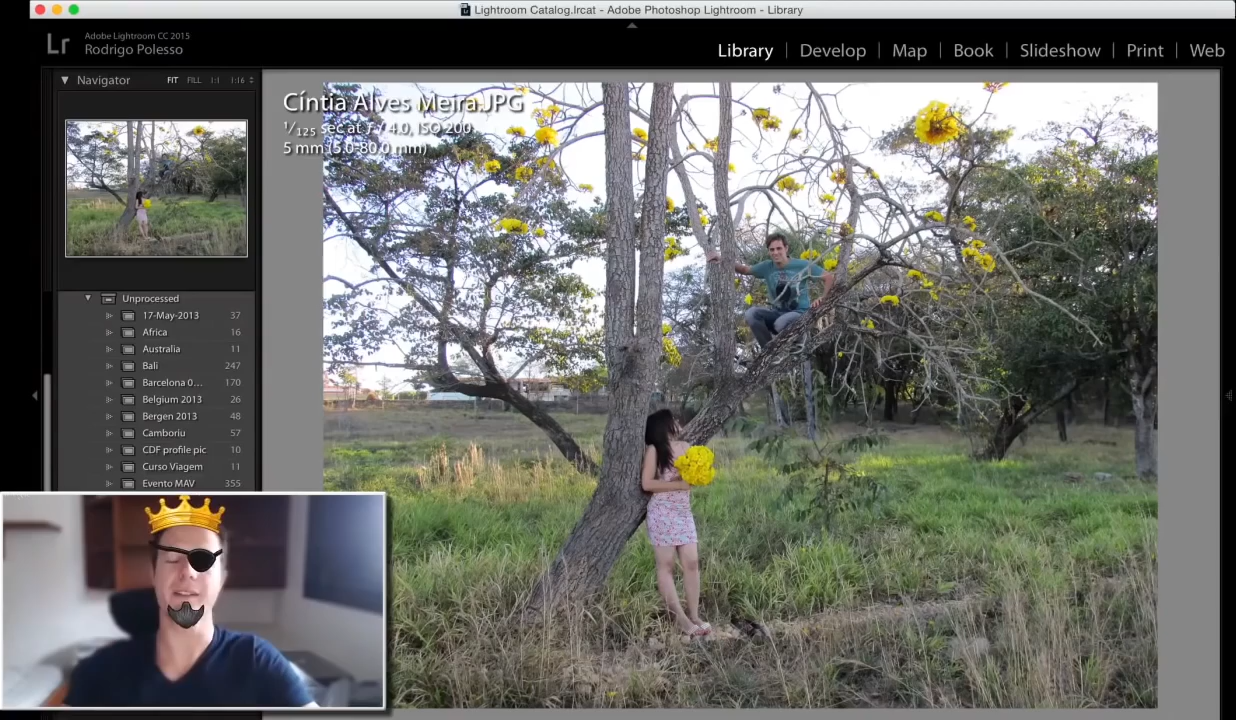 Lightroom Catalog.lrcat - Adobe Photoshop Lightroom - Library
Lr
Adobe Lightroom CC 2015
Rodrigo Polesso
Library | Develop | Map | Book | Slideshow | Print | Web
Navigator FIT FILL 1:1 1:16
Cíntia Alves Meira.JPG
1/125 sec at f / 4.0, ISO 200
5 mm (5.0-80.0 mm)
Unprocessed
17-May-2013 37
Africa 16
Australia 11
Bali 247
Barcelona 0... 170
Belgium 2013 26
Bergen 2013 48
Camboriu 57
CDF profile pic 10
Curso Viagem 11
Evento MAV 355